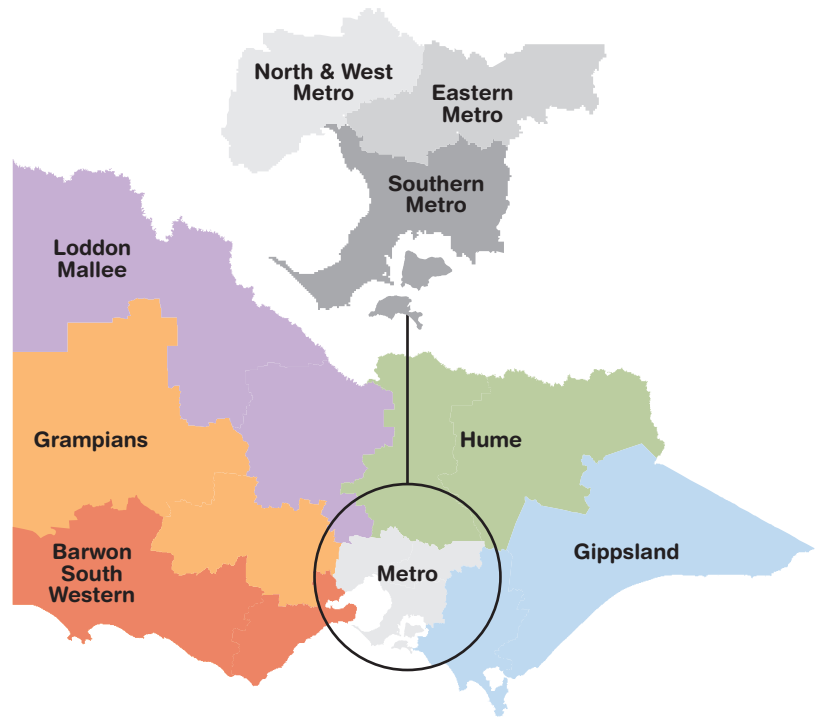 North & West
Metro
Eastern
Metro
Southern
Metro
Loddon
Mallee
Grampians
Hume
Barwon
South
Western
Metro
Gippsland